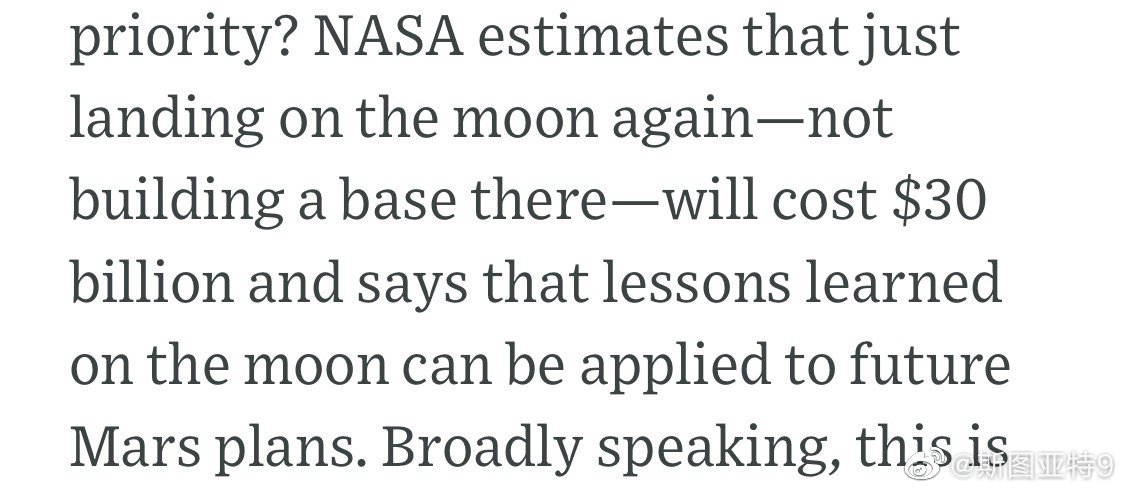 priority? NASA estimates that just
landing on the moon again—not
building a base there—will cost $30
billion and says that lessons learned
on the moon can be applied to future
Mars plans. Broadly speaking, this is
@斯图亚特9